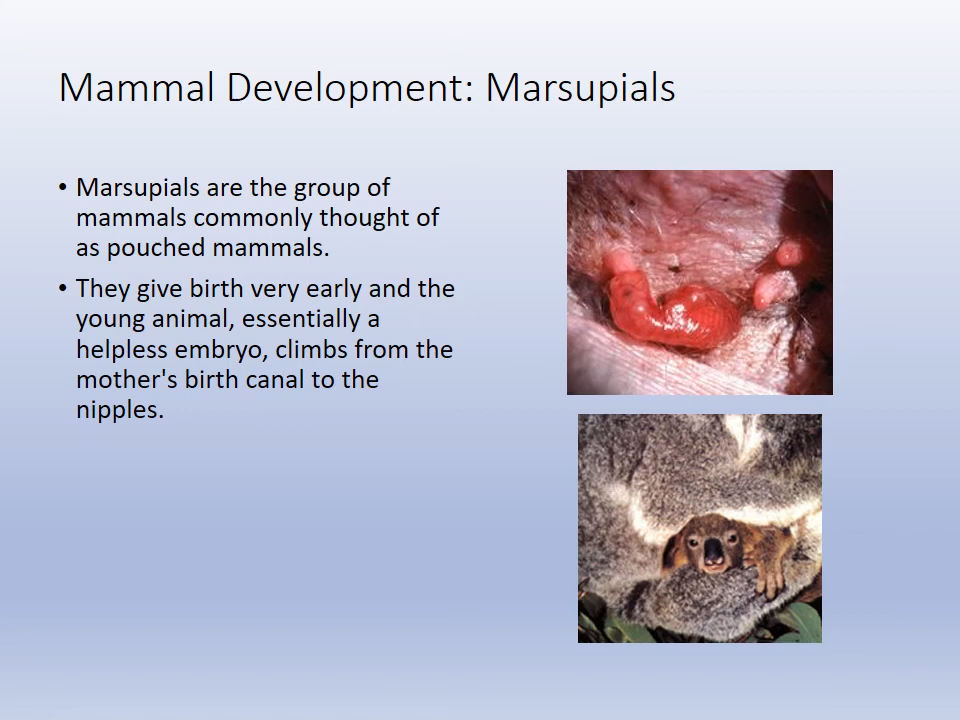 Mammal Development: Marsupials
• Marsupials are the group of
mammals commonly thought of
as pouched mammals.
• They give birth very early and the
young animal, essentially a
helpless embryo, climbs from the
mother's birth canal to the
nipples.